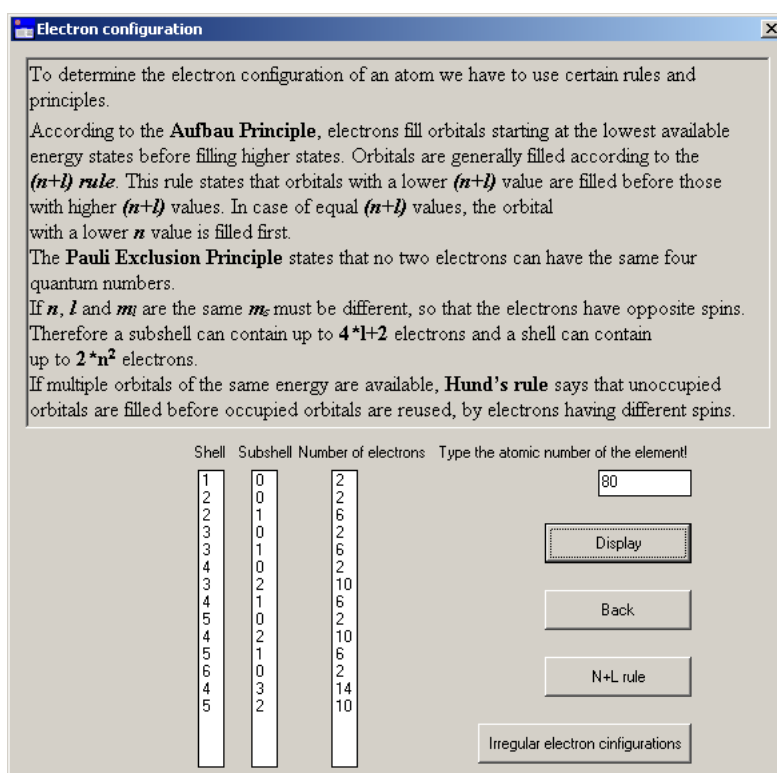 Electron configuration
To determine the electron configuration of an atom we have to use certain rules and
principles.
According to the Aufbau Principle, electrons fill orbitals starting at the lowest available
energy states before filling higher states. Orbitals are generally filled according to the
(n+l) rule. This rule states that orbitals with a lower (n+l) value are filled before those
with higher (n+l) values. In case of equal (n+l) values, the orbital
with a lower n value is filled first.
The Pauli Exclusion Principle states that no two electrons can have the same four
quantum numbers.
If n, l and ml are the same ms must be different, so that the electrons have opposite spins.
Therefore a subshell can contain up to 4*l+2 electrons and a shell can contain
up to 2*n² electrons.
If multiple orbitals of the same energy are available, Hund's rule says that unoccupied
orbitals are filled before occupied orbitals are reused, by electrons having different spins.
Shell Subshell Number of electrons Type the atomic number of the element!
1 0 2 80
2 0 2
2 1 6
3 0 2
3 1 6 Display
4 0 2
3 2 10
4 1 6 Back
5 0 2
4 2 10
5 1 6
6 0 2 N+L rule
4 3 14
5 2 10
Irregular electron cinfigurations